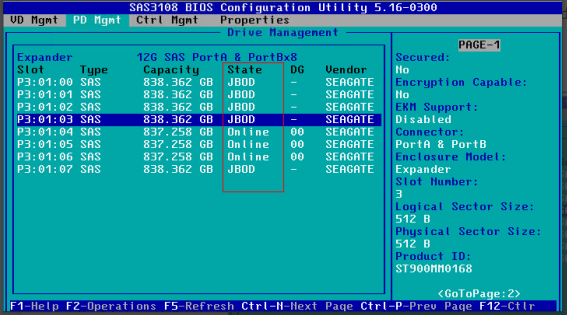 SAS3108 BIOS Configuration Utility 5.16-0300
VD Mgmt PD Mgmt Ctrl Mgmt Properties
Drive Management
Expander 12G SAS PortA & PortBx8
Slot Type Capacity State DG Vendor
P3:01:00 SAS 838.362 GB JBOD - SEAGATE
P3:01:01 SAS 838.362 GB JBOD - SEAGATE
P3:01:02 SAS 838.362 GB JBOD - SEAGATE
P3:01:03 SAS 838.362 GB JBOD - SEAGATE
P3:01:04 SAS 837.258 GB Online 00 SEAGATE
P3:01:05 SAS 837.258 GB Online 00 SEAGATE
P3:01:06 SAS 837.258 GB Online 00 SEAGATE
P3:01:07 SAS 838.362 GB JBOD - SEAGATE
PAGE-1
Secured:
No
Encryption Capable:
No
EKM Support:
Disabled
Connector:
PortA & PortB
Enclosure Model:
Expander
Slot Number:
3
Logical Sector Size:
512 B
Physical Sector Size:
512 B
Product ID:
ST900MM0168
<GoToPage:2>
F1-Help F2-Operations F5-Refresh Ctrl-N-Next Page Ctrl-P-Prev Page F12-Ctlr